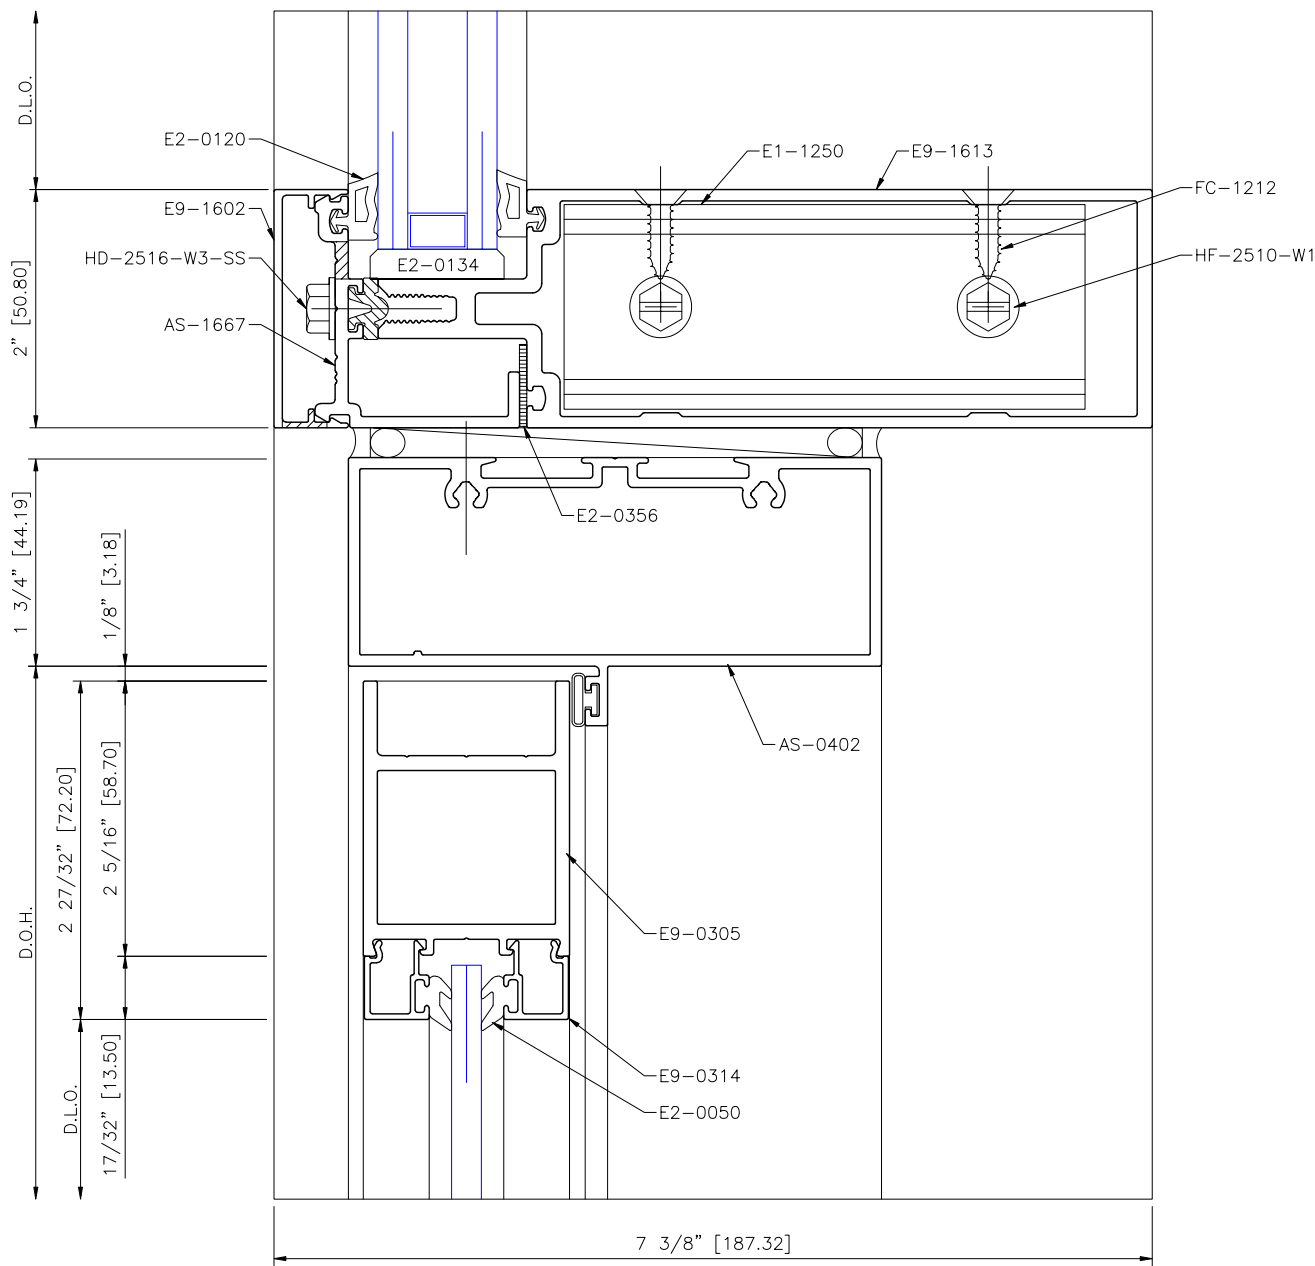 D.L.O.
E2-0120
E1-1250
E9-1613
FC-1212
E9-1602
HD-2516-W3-SS
E2-0134
HF-2510-W1
AS-1667
2" [50.80]
E2-0356
1 3/4" [44.19]
1/8" [3.18]
AS-0402
2 5/16" [58.70]
2 27/32" [72.20]
D.O.H.
E9-0305
E9-0314
E2-0050
17/32" [13.50]
D.L.O.
7 3/8" [187.32]